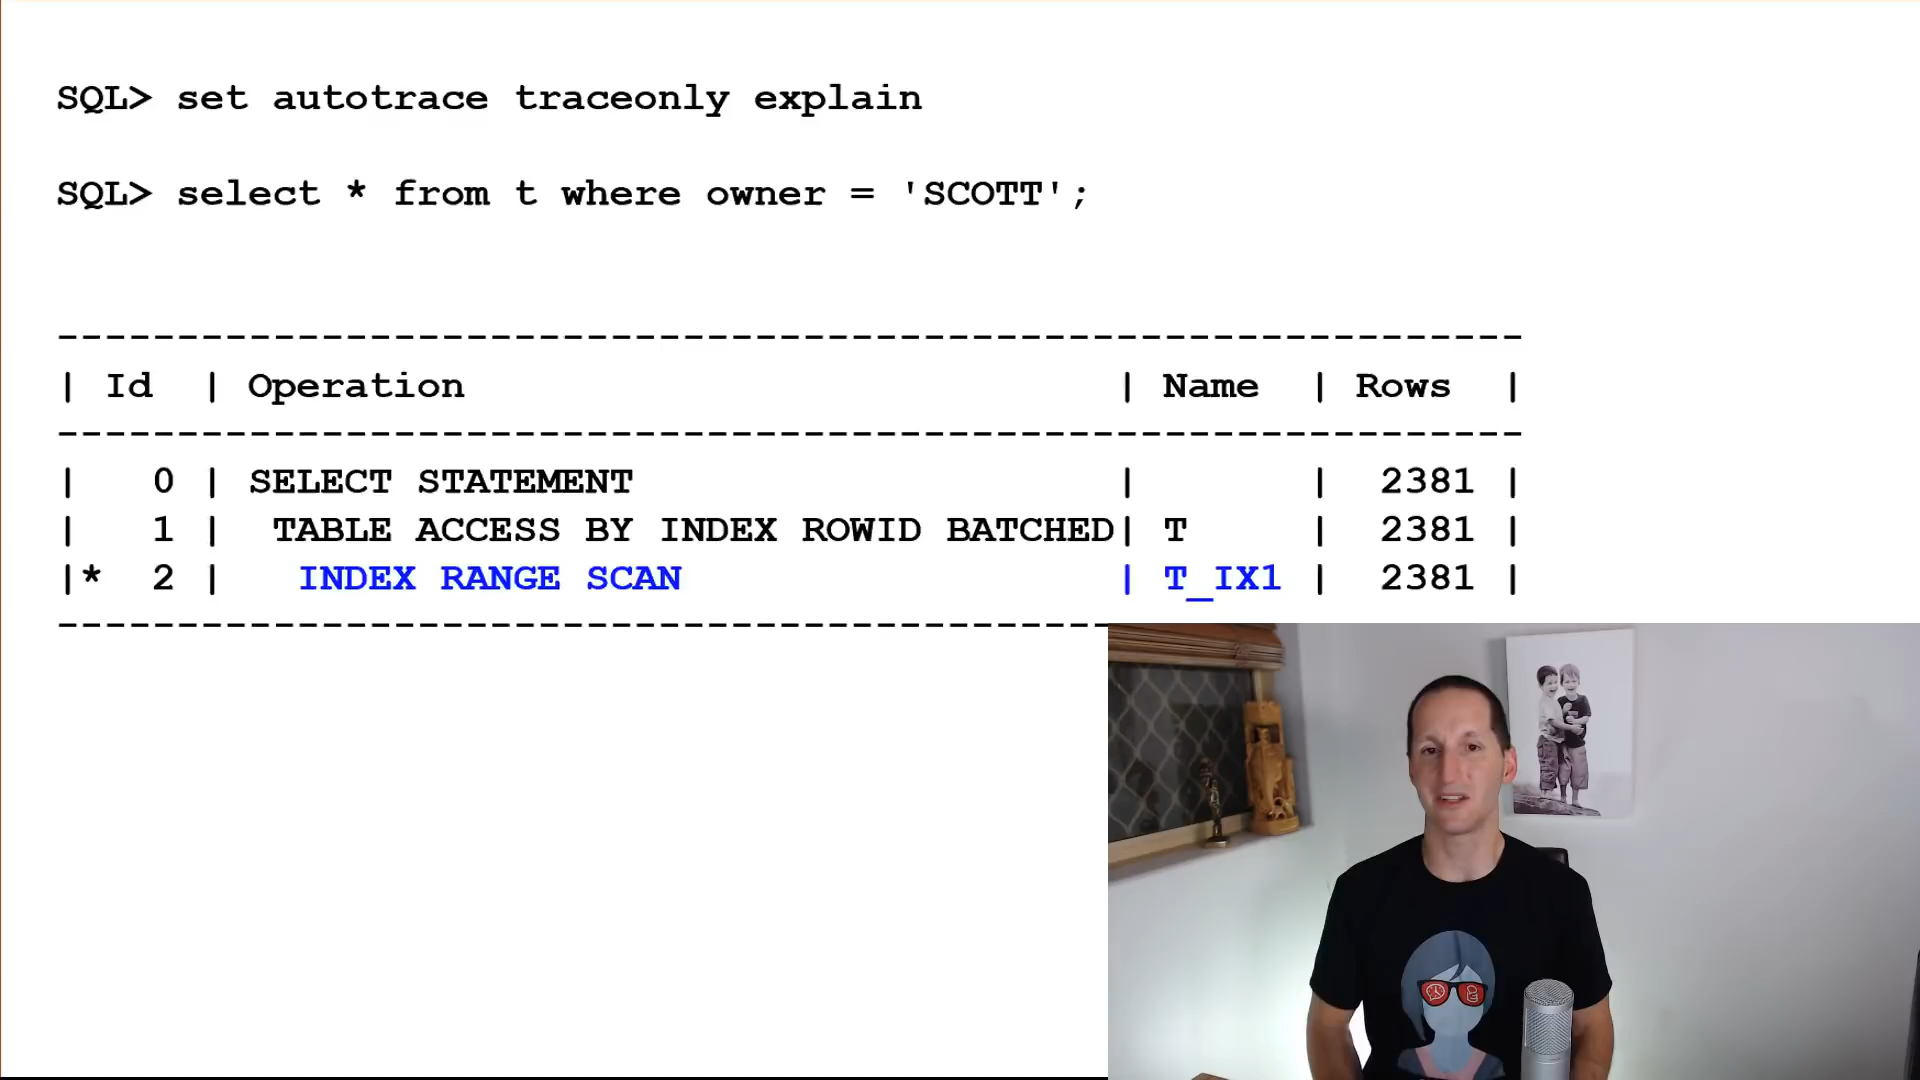 SQL> set autotrace traceonly explain
SQL> select * from t where owner = 'SCOTT';
-------------------------------------------------------------
| Id  | Operation                           | Name  | Rows  |
-------------------------------------------------------------
|   0 | SELECT STATEMENT                    |       |  2381 |
|   1 |  TABLE ACCESS BY INDEX ROWID BATCHED| T     |  2381 |
|*  2 |   INDEX RANGE SCAN                  | T_IX1 |  2381 |
-------------------------------------------------------------